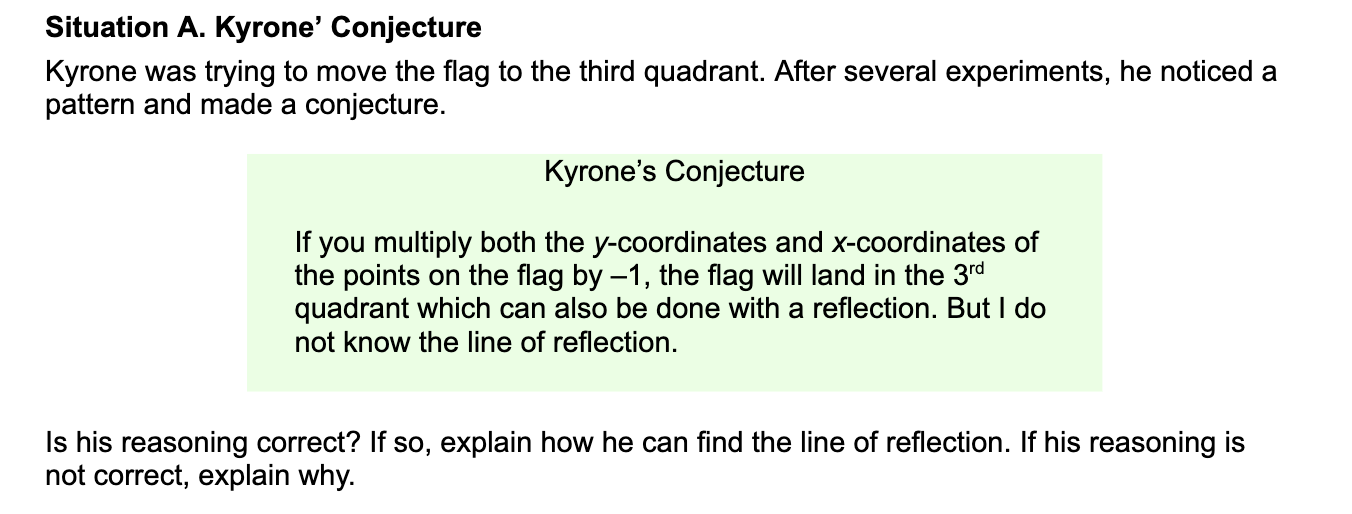 Situation A. Kyrone’ Conjecture
Kyrone was trying to move the flag to the third quadrant. After several experiments, he noticed a
pattern and made a conjecture.
Kyrone’s Conjecture
If you multiply both the y-coordinates and x-coordinates of
the points on the flag by –1, the flag will land in the 3rd
quadrant which can also be done with a reflection. But I do
not know the line of reflection.
Is his reasoning correct? If so, explain how he can find the line of reflection. If his reasoning is
not correct, explain why.